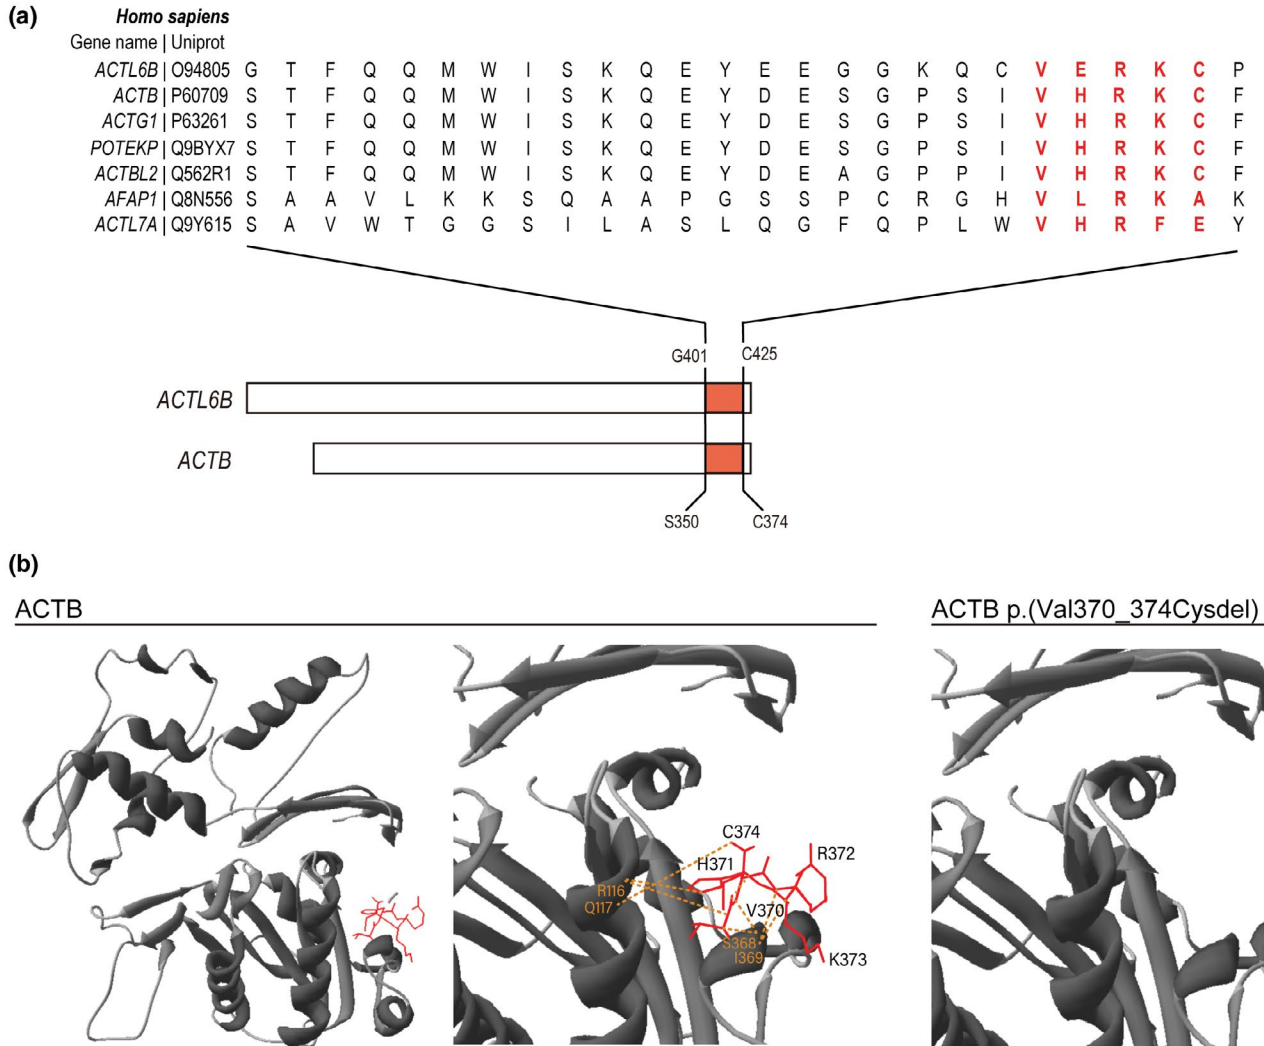 (a)
Homo sapiens
Gene name | Uniprot
ACTL6B | O94805 G T F Q Q M W I S K Q E Y E E G G K Q C V E R K C P
ACTB | P60709 S T F Q Q M W I S K Q E Y D E S G P S I V H R K C F
ACTG1 | P63261 S T F Q Q M W I S K Q E Y D E S G P S I V H R K C F
POTEKP | Q9BYX7 S T F Q Q M W I S K Q E Y D E S G P S I V H R K C F
ACTBL2 | Q562R1 S T F Q Q M W I S K Q E Y D E A G P P I V H R K C F
AFAP1 | Q8N556 S A A V L K K S Q A A P G S S P C R G H V L R K A K
ACTL7A | Q9Y615 S A V W T G G S I L A S L Q G F Q P L W V H R F E Y
G401 C425
ACTL6B
ACTB
S350 C374
(b)
ACTB
ACTB p.(Val370_374Cysdel)
C374
H371
R372
R116
Q117
V370
S368
I369
K373